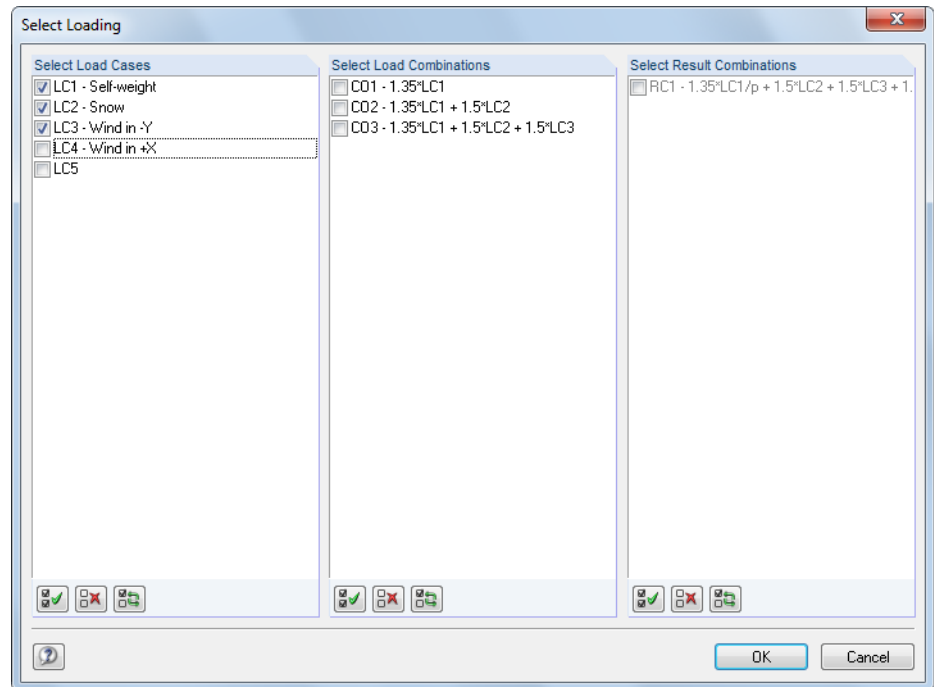 Select Loading
Select Load Cases
LC1 - Self-weight
LC2 - Snow
LC3 - Wind in -Y
LC4 - Wind in +X
LC5
Select Load Combinations
CO1 - 1.35*LC1
CO2 - 1.35*LC1 + 1.5*LC2
CO3 - 1.35*LC1 + 1.5*LC2 + 1.5*LC3
Select Result Combinations
RC1 - 1.35*LC1/p + 1.5*LC2 + 1.5*LC3 + 1.
OK
Cancel